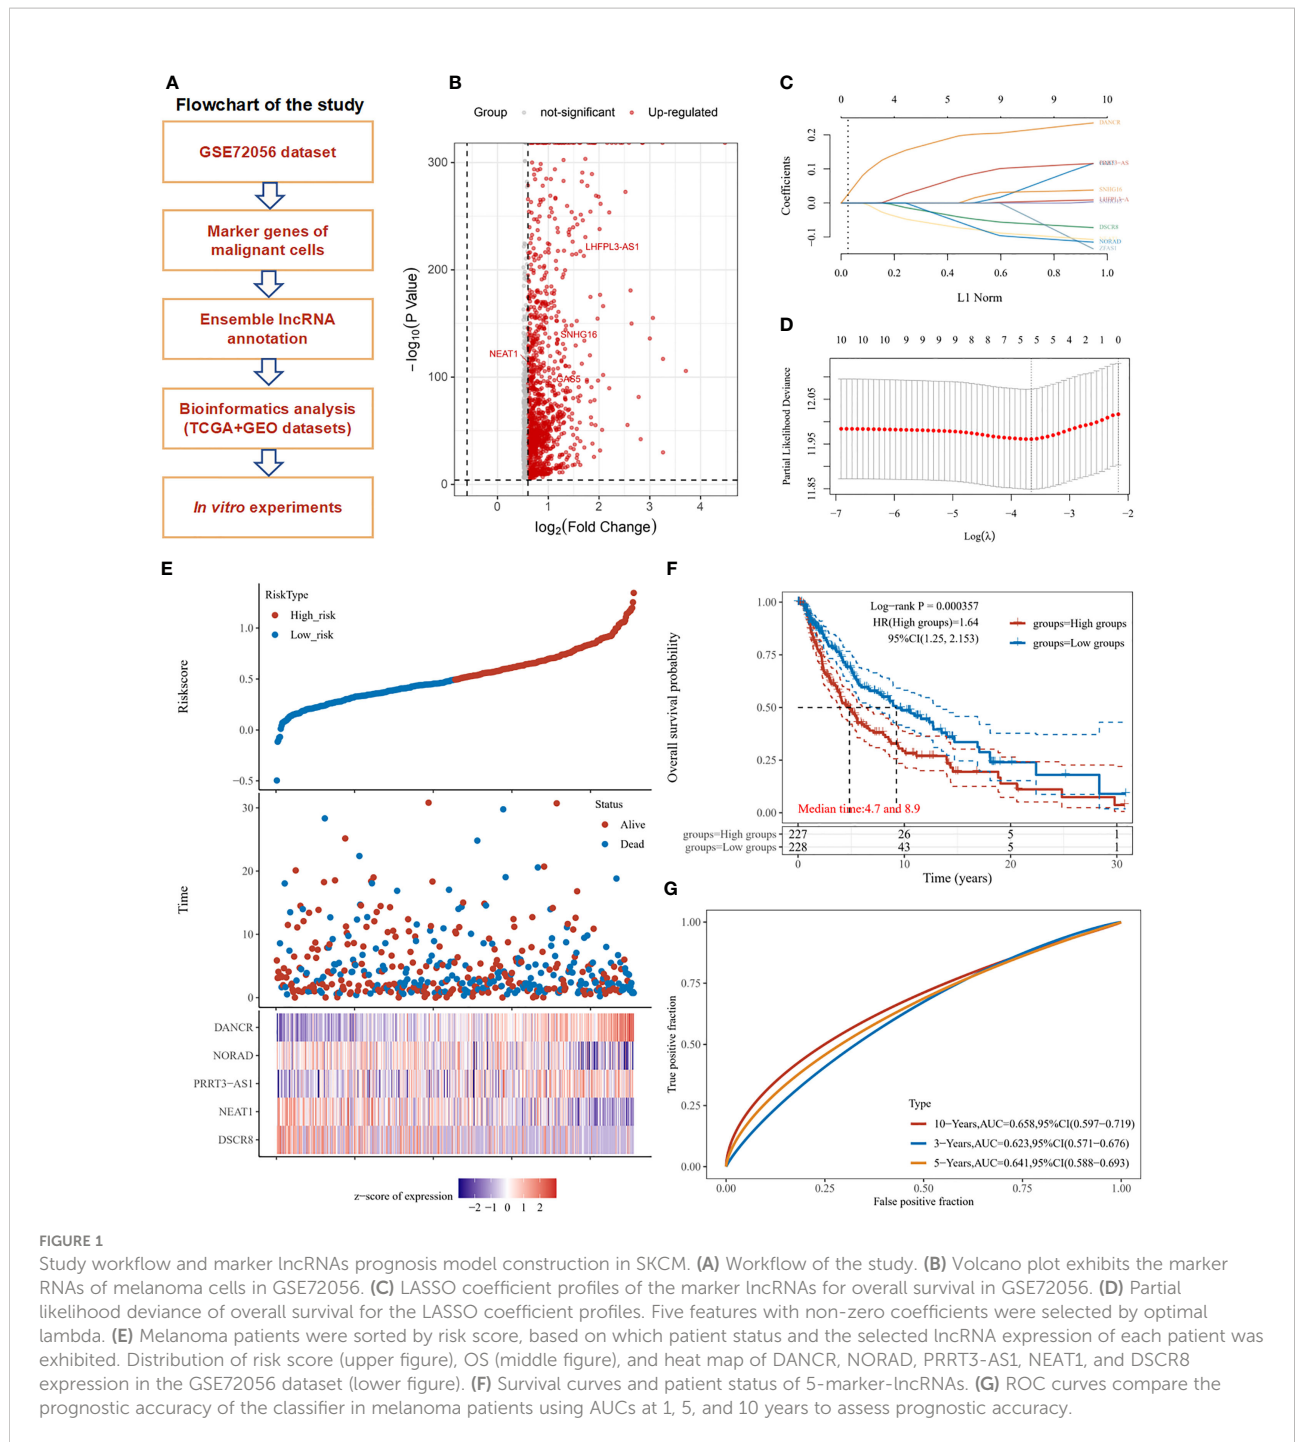 A
Flowchart of the study
GSE72056 dataset
Marker genes of
malignant cells
Ensemble lncRNA
annotation
Bioinformatics analysis
(TCGA+GEO datasets)
In vitro experiments
B
Group not-significant Up-regulated
−log10(P Value)
300
200
100
0
LHFPL3-AS1
SNHG16
NEAT1
GAS5
0 1 2 3 4
log2(Fold Change)
C
0 4 5 9 9 10
Coefficients
0.2
0.1
0.0
−0.1
DANCR
SNHG16
DSCR8
NORAD
ZFAS1
0.0 0.2 0.4 0.6 0.8 1.0
L1 Norm
D
10 10 10 9 9 8 8 8 7 5 5 5 4 2 1 0
Partial Likelihood Deviance
12.05
11.95
11.85
−7 −6 −5 −4 −3 −2
Log(λ)
E
RiskType
High_risk
Low_risk
Riskscore
1.0
0.5
0.0
−0.5
Status
Alive
Dead
Time
30
20
10
0
DANCR
NORAD
PRRT3−AS1
NEAT1
DSCR8
z−score of expression
−2 −1 0 1 2
F
Overall survival probability
1.00
0.75
0.50
0.25
0.00
Log−rank P = 0.000357
HR(High groups)=1.64
95%CI(1.25, 2.153)
groups=High groups
groups=Low groups
Median time:4.7 and 8.9
groups=High groups 227 26 5 1
groups=Low groups 228 43 5 1
0 10 20 30
Time (years)
G
True positive fraction
1.00
0.75
0.50
0.25
0.00
Type
10−Years,AUC=0.658,95%CI(0.597−0.719)
3−Years,AUC=0.623,95%CI(0.571−0.676)
5−Years,AUC=0.641,95%CI(0.588−0.693)
0.00 0.25 0.50 0.75 1.00
False positive fraction
FIGURE 1
Study workflow and marker lncRNAs prognosis model construction in SKCM. (A) Workflow of the study. (B) Volcano plot exhibits the marker
RNAs of melanoma cells in GSE72056. (C) LASSO coefficient profiles of the marker lncRNAs for overall survival in GSE72056. (D) Partial
likelihood deviance of overall survival for the LASSO coefficient profiles. Five features with non-zero coefficients were selected by optimal
lambda. (E) Melanoma patients were sorted by risk score, based on which patient status and the selected lncRNA expression of each patient was
exhibited. Distribution of risk score (upper figure), OS (middle figure), and heat map of DANCR, NORAD, PRRT3-AS1, NEAT1, and DSCR8
expression in the GSE72056 dataset (lower figure). (F) Survival curves and patient status of 5-marker-lncRNAs. (G) ROC curves compare the
prognostic accuracy of the classifier in melanoma patients using AUCs at 1, 5, and 10 years to assess prognostic accuracy.